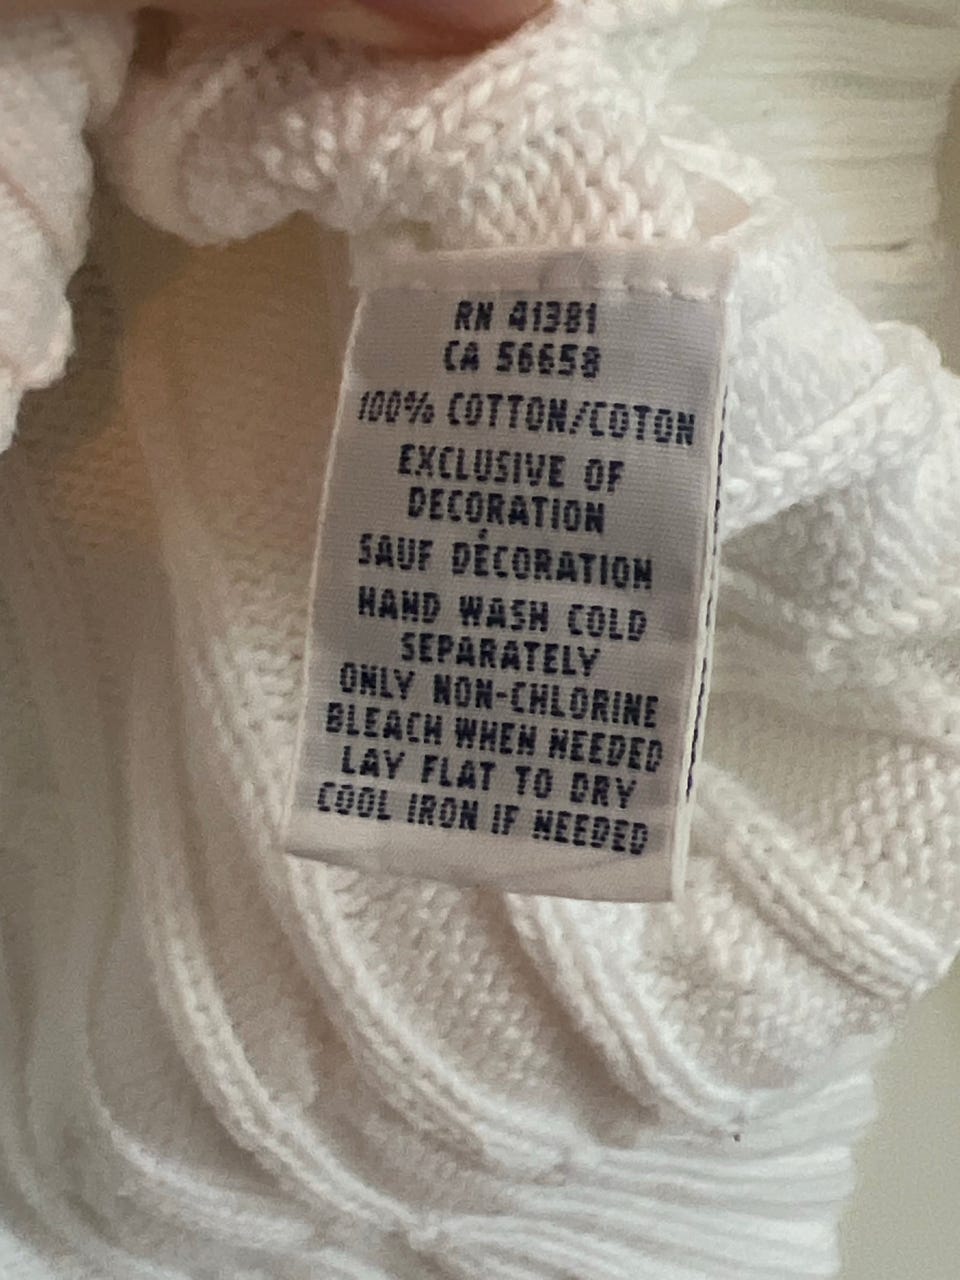 RN 41381
CA 56658
100% COTTON/COTON
EXCLUSIVE OF
DECORATION
SAUF DÉCORATION
HAND WASH COLD
SEPARATELY
ONLY NON-CHLORINE
BLEACH WHEN NEEDED
LAY FLAT TO DRY
COOL IRON IF NEEDED